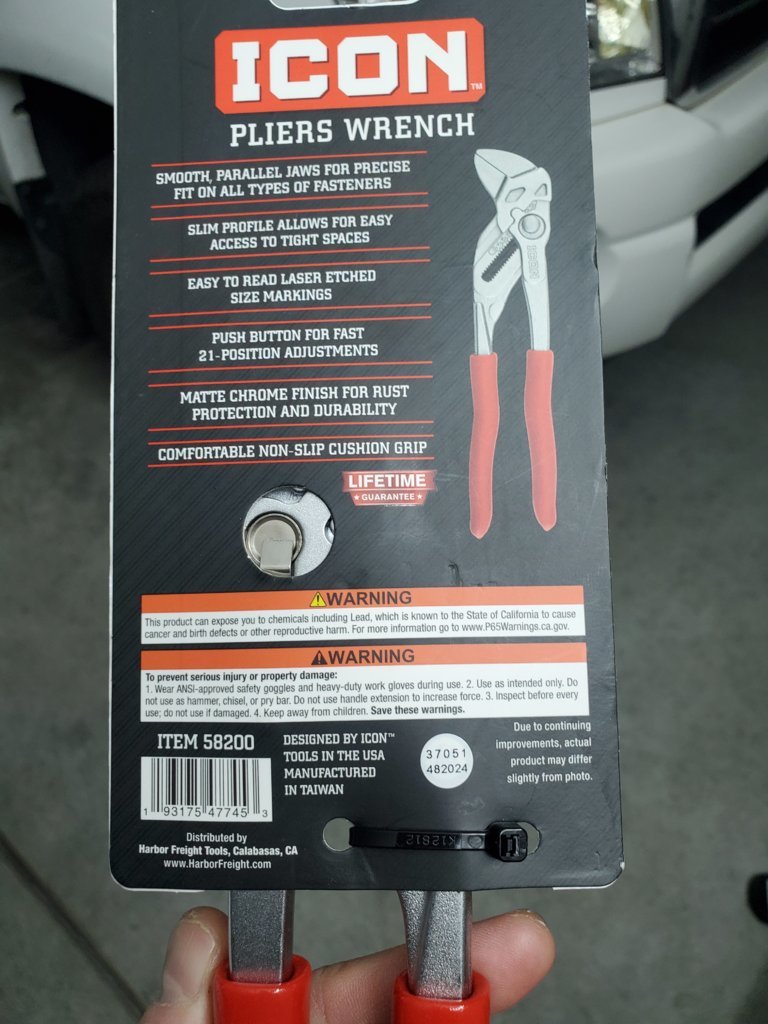 ICON™
PLIERS WRENCH
SMOOTH, PARALLEL JAWS FOR PRECISE
FIT ON ALL TYPES OF FASTENERS
SLIM PROFILE ALLOWS FOR EASY
ACCESS TO TIGHT SPACES
EASY TO READ LASER ETCHED
SIZE MARKINGS
PUSH BUTTON FOR FAST
21-POSITION ADJUSTMENTS
MATTE CHROME FINISH FOR RUST
PROTECTION AND DURABILITY
COMFORTABLE NON-SLIP CUSHION GRIP
ICON
LIFETIME
★ GUARANTEE ★
⚠WARNING
This product can expose you to chemicals including Lead, which is known to the State of California to cause
cancer and birth defects or other reproductive harm. For more information go to www.P65Warnings.ca.gov.
⚠WARNING
To prevent serious injury or property damage:
1. Wear ANSI-approved safety goggles and heavy-duty work gloves during use. 2. Use as intended only. Do
not use as hammer, chisel, or pry bar. Do not use handle extension to increase force. 3. Inspect before every
use; do not use if damaged. 4. Keep away from children. Save these warnings.
ITEM 58200
1 93175 47745 3
Distributed by
Harbor Freight Tools, Calabasas, CA
www.HarborFreight.com
DESIGNED BY ICON™
TOOLS IN THE USA
MANUFACTURED
IN TAIWAN
37051
482024
Due to continuing
improvements, actual
product may differ
slightly from photo.